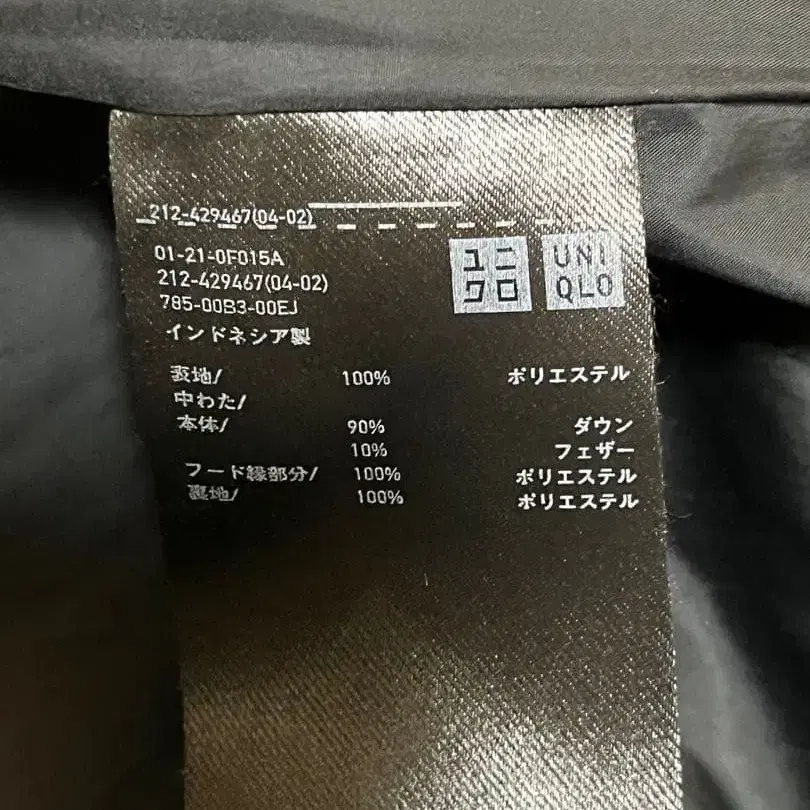 212-429467(04-02)
ユニ
クロ
UNI
QLO
01-21-0F015A
212-429467(04-02)
785-00B3-00EJ
インドネシア製
表地/ 100% ポリエステル
中わた/
本体/ 90% ダウン
10% フェザー
フード縁部分/ 100% ポリエステル
裏地/ 100% ポリエステル